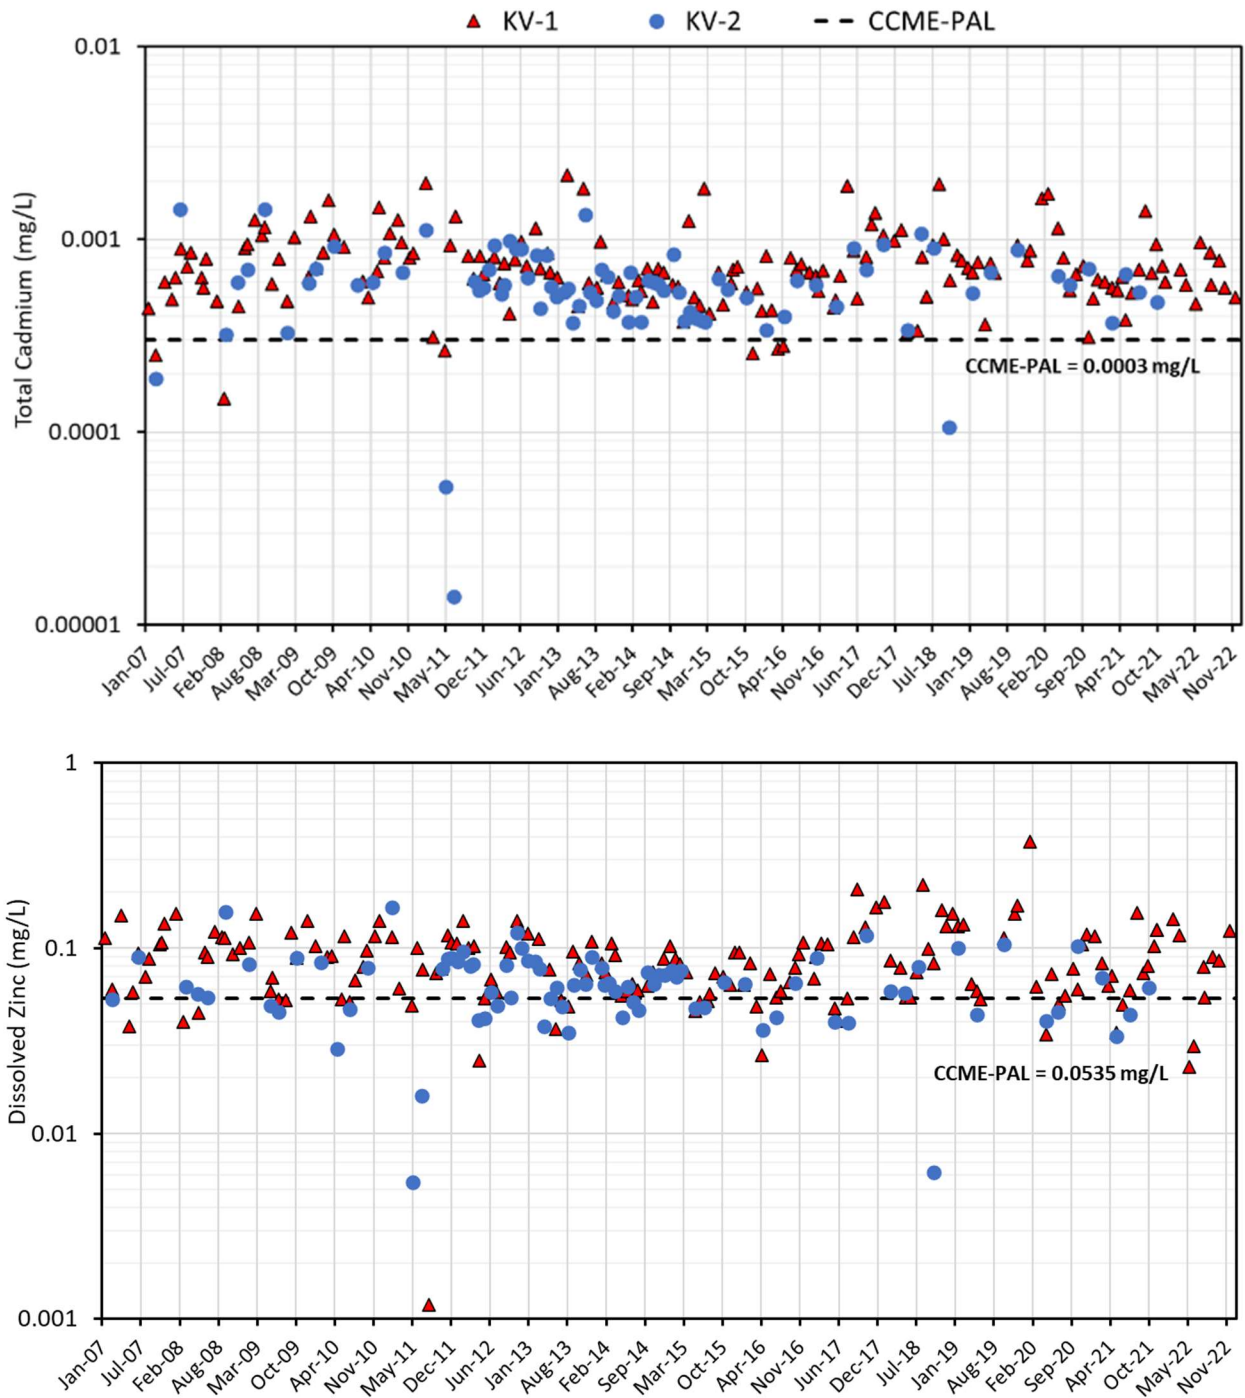 KV-1 KV-2 CCME-PAL
0.01
0.001
0.0001
0.00001
Total Cadmium (mg/L)
CCME-PAL = 0.0003 mg/L
Jan-07 Jul-07 Feb-08 Aug-08 Mar-09 Oct-09 Apr-10 Nov-10 May-11 Dec-11 Jun-12 Jan-13 Aug-13 Feb-14 Sep-14 Mar-15 Oct-15 Apr-16 Nov-16 Jun-17 Dec-17 Jul-18 Jan-19 Aug-19 Feb-20 Sep-20 Apr-21 Oct-21 May-22 Nov-22
1
0.1
0.01
0.001
Dissolved Zinc (mg/L)
CCME-PAL = 0.0535 mg/L
Jan-07 Jul-07 Feb-08 Aug-08 Mar-09 Oct-09 Apr-10 Nov-10 May-11 Dec-11 Jun-12 Jan-13 Aug-13 Feb-14 Sep-14 Mar-15 Oct-15 Apr-16 Nov-16 Jun-17 Dec-17 Jul-18 Jan-19 Aug-19 Feb-20 Sep-20 Apr-21 Oct-21 May-22 Nov-22